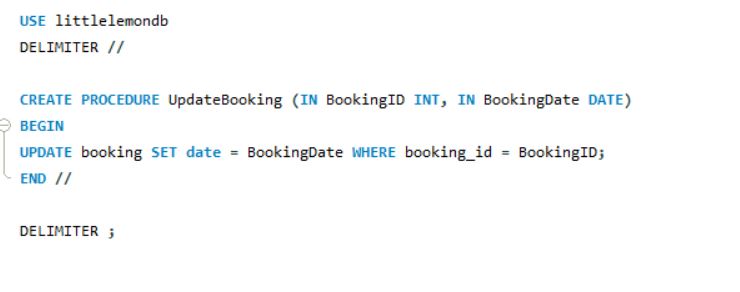 USE littlelemondb
DELIMITER //
CREATE PROCEDURE UpdateBooking (IN BookingID INT, IN BookingDate DATE)
BEGIN
UPDATE booking SET date = BookingDate WHERE booking_id = BookingID;
END //
DELIMITER ;